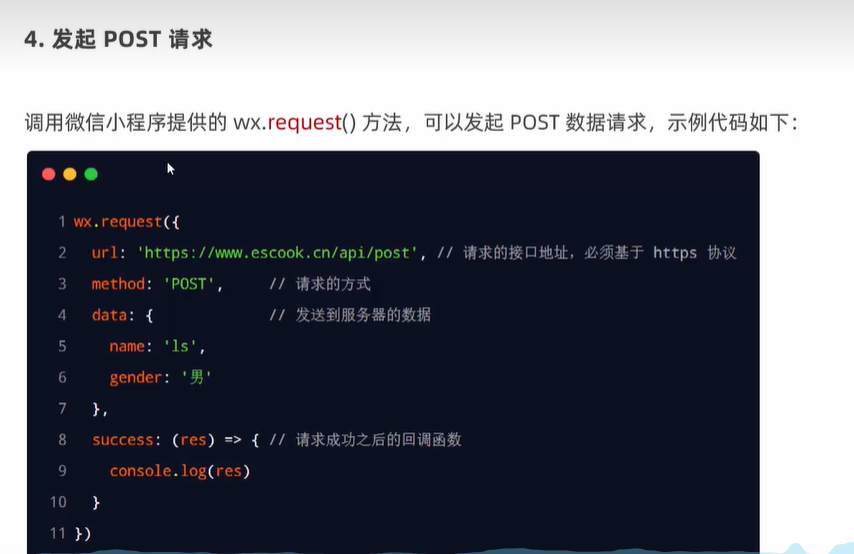 4. 发起 POST 请求
调用微信小程序提供的 wx.request() 方法，可以发起 POST 数据请求，示例代码如下：
1 wx.request({
2 url: 'https://www.escook.cn/api/post', // 请求的接口地址，必须基于 https 协议
3 method: 'POST', // 请求的方式
4 data: { // 发送到服务器的数据
5 name: 'ls',
6 gender: '男'
7 },
8 success: (res) => { // 请求成功之后的回调函数
9 console.log(res)
10 }
11 })